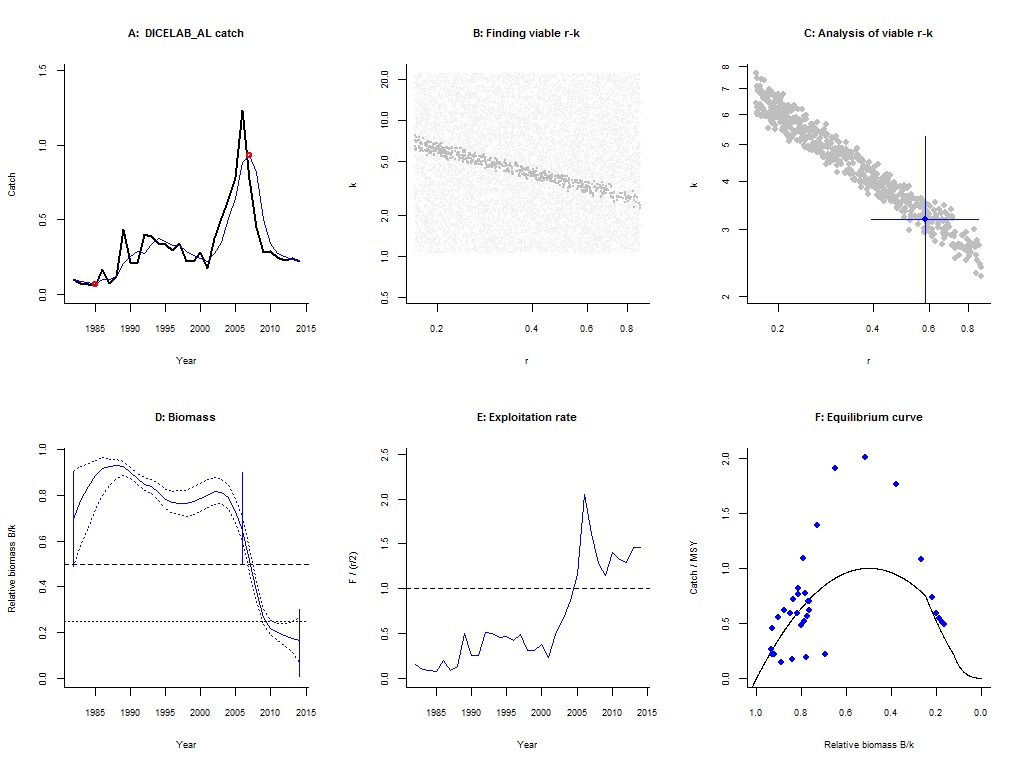 A: DICELAB_AL catch
Catch
0.0 0.5 1.0 1.5
1985 1990 1995 2000 2005 2010 2015
Year
B: Finding viable r-k
k
0.5 1.0 2.0 5.0 10.0 20.0
0.2 0.4 0.6 0.8
r
C: Analysis of viable r-k
k
2 3 4 5 6 7 8
0.2 0.4 0.6 0.8
r
D: Biomass
Relative biomass B/k
0.0 0.2 0.4 0.6 0.8 1.0
1985 1990 1995 2000 2005 2010 2015
Year
E: Exploitation rate
F / (r/2)
0.0 0.5 1.0 1.5 2.0 2.5
1985 1990 1995 2000 2005 2010 2015
Year
F: Equilibrium curve
Catch / MSY
0.0 0.5 1.0 1.5 2.0
1.0 0.8 0.6 0.4 0.2 0.0
Relative biomass B/k